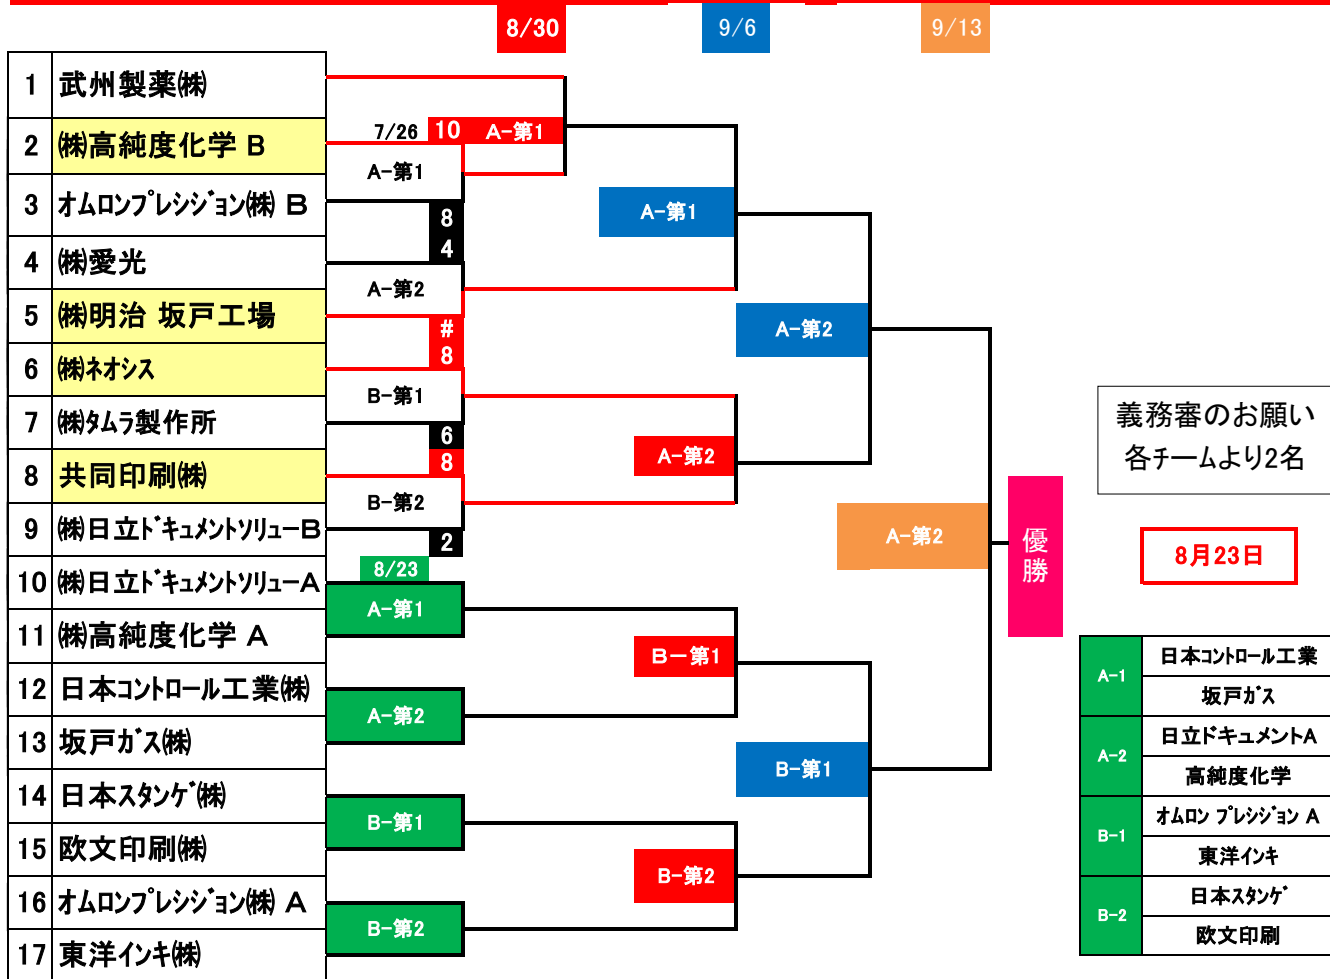 8/30
9/6
9/13
1 武州製薬㈱
2 ㈱高純度化学 B
3 オムロンプレシジョン㈱ B
4 ㈱愛光
5 ㈱明治 坂戸工場
6 ㈱ネオシス
7 ㈱タムラ製作所
8 共同印刷㈱
9 ㈱日立ドキュメントソリューB
10 ㈱日立ドキュメントソリューA
11 ㈱高純度化学 A
12 日本コントロール工業㈱
13 坂戸ガス㈱
14 日本スタンゲ㈱
15 欧文印刷㈱
16 オムロンプレシジョン㈱ A
17 東洋インキ㈱
7/26
10
A-第1
A-第1
8
4
A-第2
#
8
B-第1
6
8
B-第2
2
8/23
A-第1
A-第2
B-第1
B-第2
A-第1
A-第2
B－第1
B-第2
A-第2
B-第1
A-第2
優勝
義務審のお願い
各チームより2名
8月23日
A-1
日本コントロール工業
坂戸ガス
A-2
日立ドキュメントA
高純度化学
B-1
オムロン プレシジョン A
東洋インキ
B-2
日本スタンゲ
欧文印刷